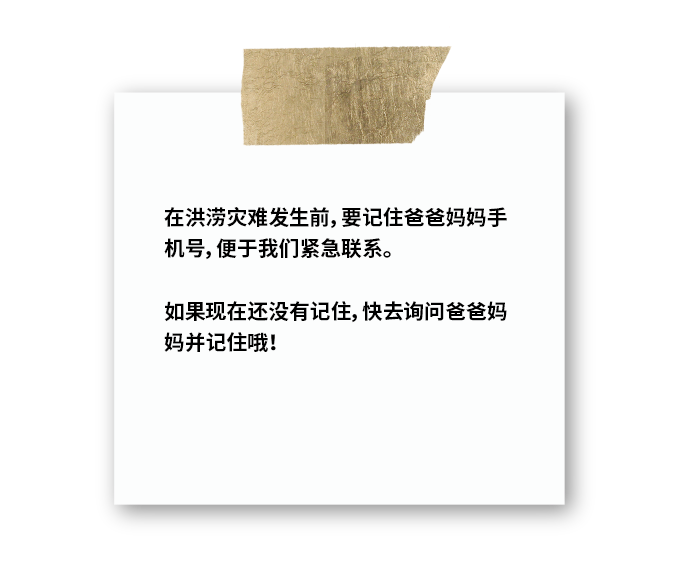 在洪涝灾难发生前，要记住爸爸妈妈手
机号，便于我们紧急联系。
如果现在还没有记住，快去询问爸爸妈
妈并记住哦！